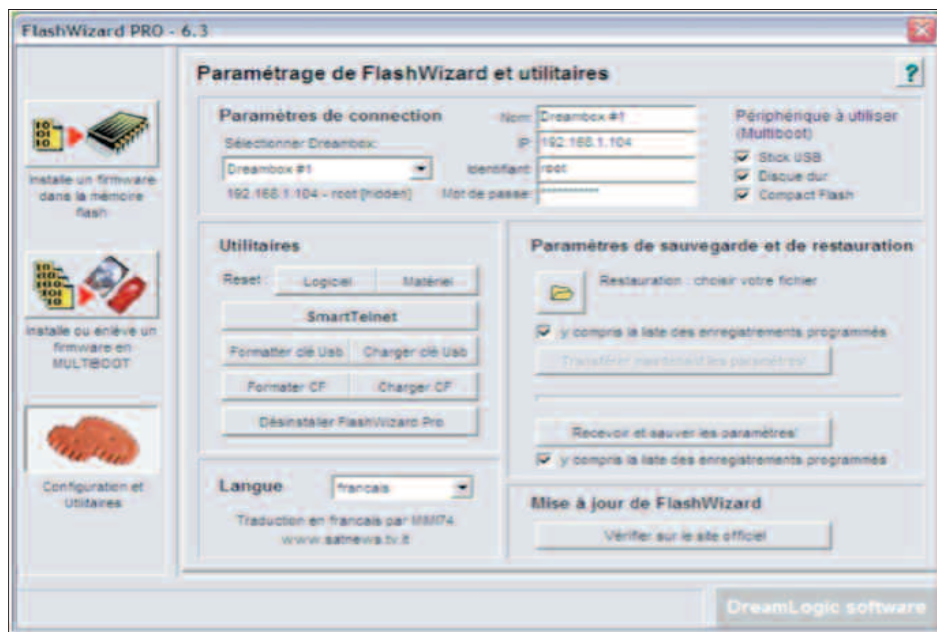 FlashWizard PRO - 6.3
Paramétrage de FlashWizard et utilitaires
?
Installe un firmware
dans la mémoire
flash
Installe ou enlève un
firmware en
MULTIBOOT
Configuration et
Utilitaires
Paramètres de connection
Sélectionner Dreambox:
Dreambox #1
192.168.1.104 - root [hidden]
Nom: Dreambox #1
IP: 192.168.1.104
Identifiant: root
Mot de passe: ***********
Périphérique à utiliser
(Multiboot)
Stick USB
Disque dur
Compact Flash
Utilitaires
Reset : Logiciel Matériel
SmartTelnet
Formatter clé Usb Charger clé Usb
Formater CF Charger CF
Désinstaller FlashWizard Pro
Langue francais
Traduction en francais par MIMI74
www.satnews.tv.it
Paramètres de sauvegarde et de restauration
Restauration : choisir votre fichier
y compris la liste des enregistrements programmés
Transférer maintenant les paramètres!
Recevoir et sauver les paramètres!
y compris la liste des enregistrements programmés
Mise à jour de FlashWizard
Vérifier sur le site officiel
DreamLogic software